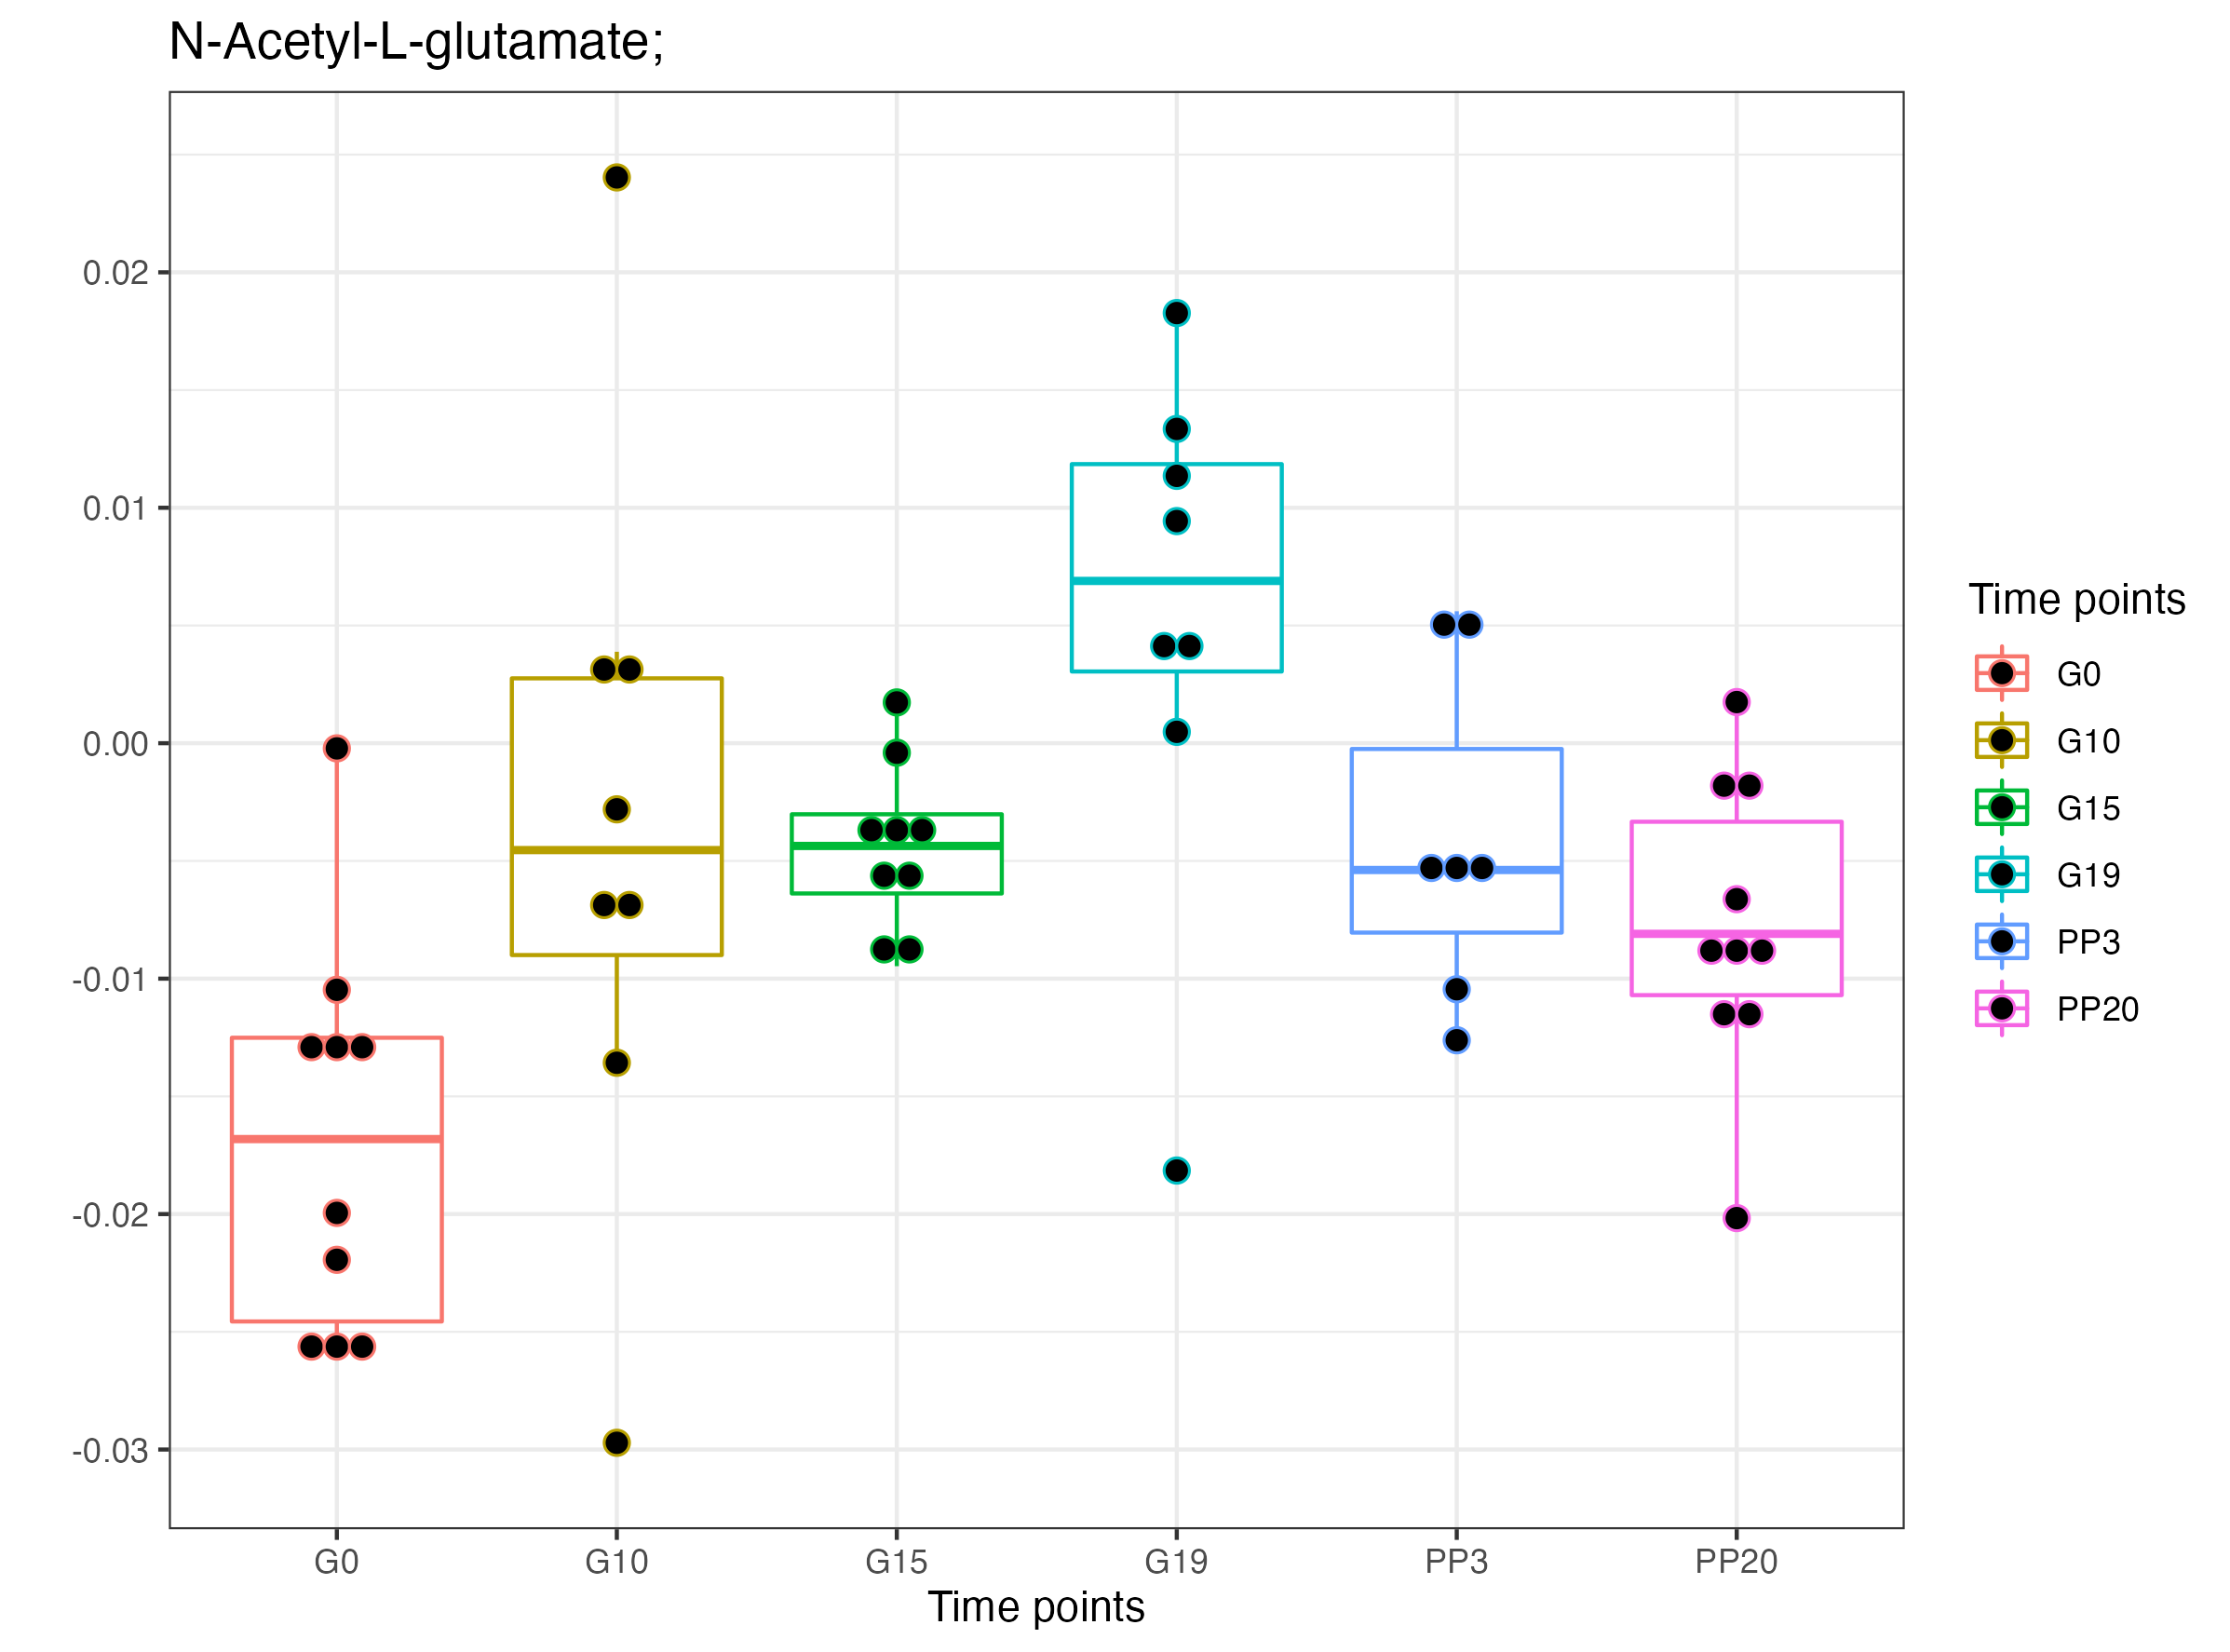 N-Acetyl-L-glutamate;
0.02
0.01
0.00
-0.01
-0.02
-0.03
G0 G10 G15 G19 PP3 PP20
Time points
Time points
G0
G10
G15
G19
PP3
PP20